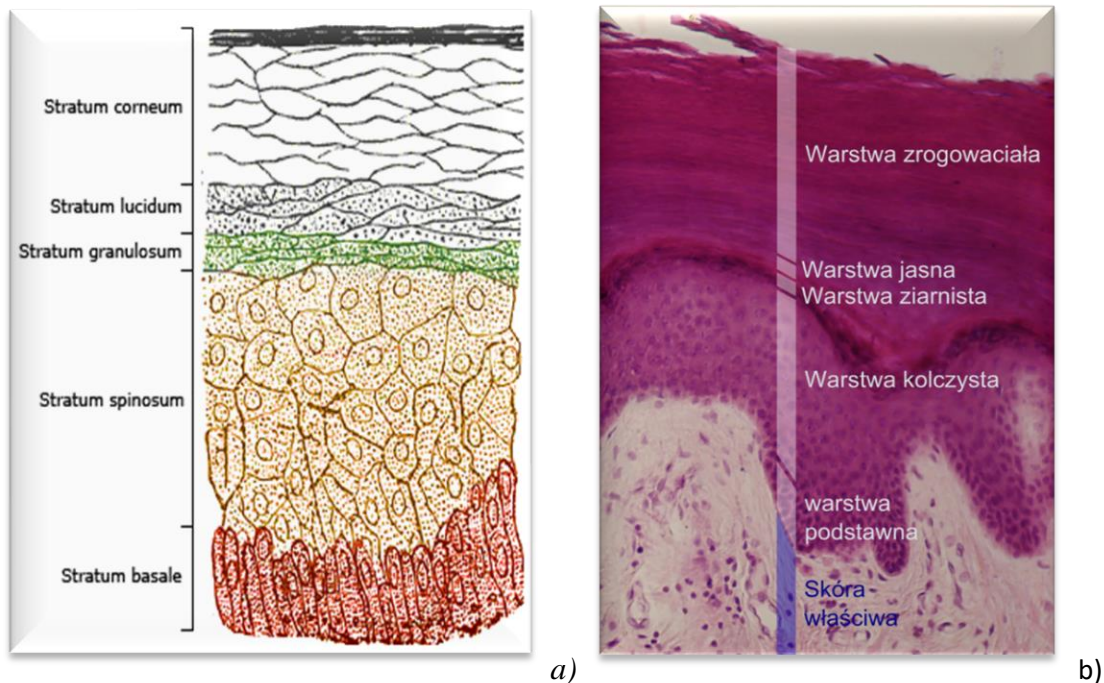 Stratum corneum
Stratum lucidum
Stratum granulosum
Stratum spinosum
Stratum basale
a)
Warstwa zrogowaciała
Warstwa jasna
Warstwa ziarnista
Warstwa kolczysta
warstwa
podstawna
Skóra
właściwa
b)